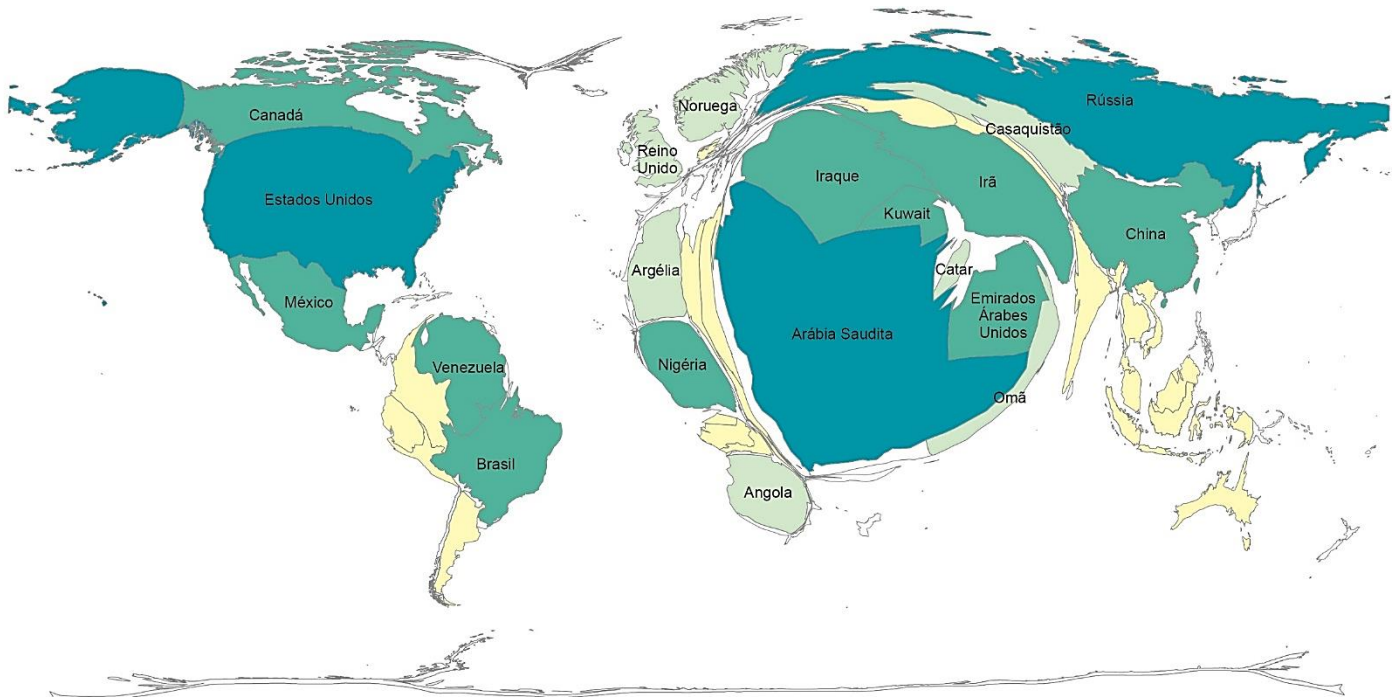 Canadá
Estados Unidos
México
Venezuela
Brasil
Noruega
Reino
Unido
Argélia
Nigéria
Angola
Rússia
Casaquistão
Iraque
Irã
Kuwait
Catar
Emirados
Árabes
Unidos
Arábia Saudita
Omã
China